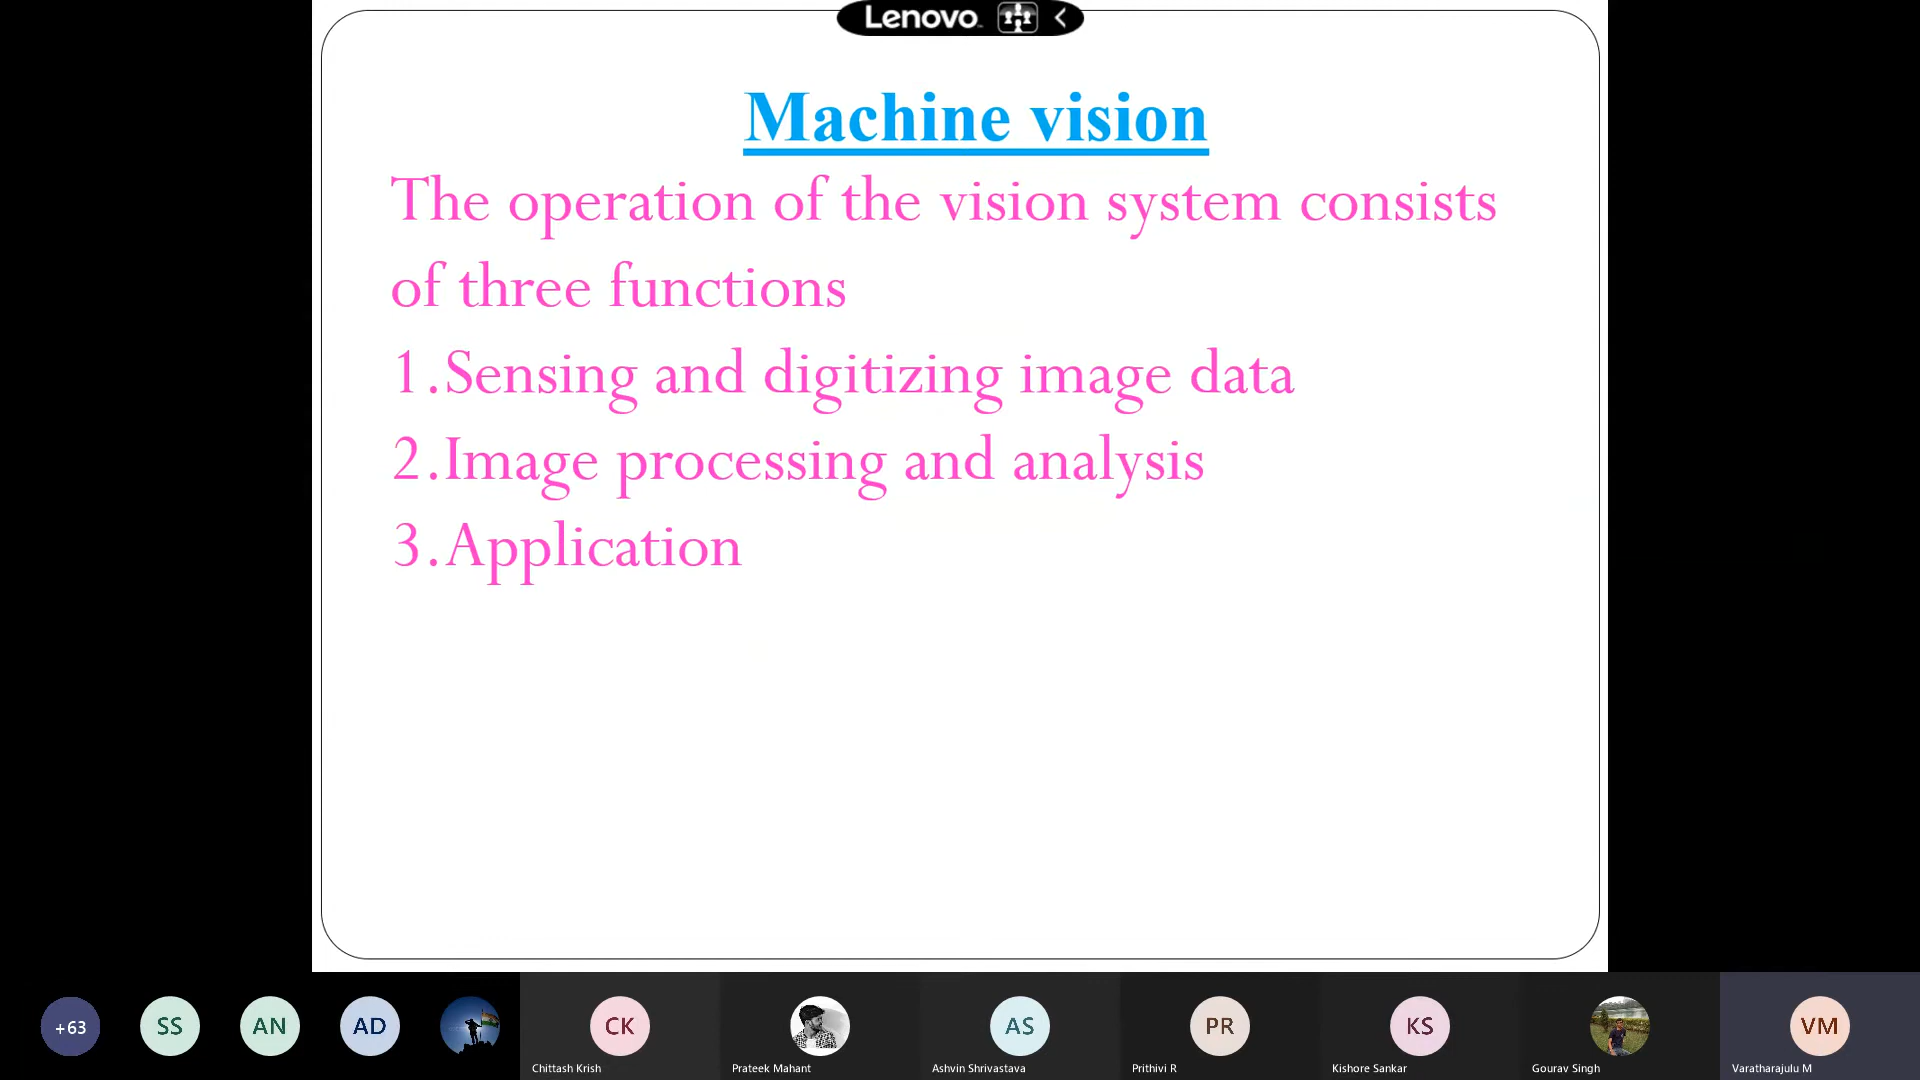 Lenovo
Machine vision
The operation of the vision system consists
of three functions
1.Sensing and digitizing image data
2.Image processing and analysis
3.Application
+63
SS
AN
AD
CK
AS
PR
KS
VM
Chittash Krish
Prateek Mahant
Ashvin Shrivastava
Prithivi R
Kishore Sankar
Gourav Singh
Varatharajulu M